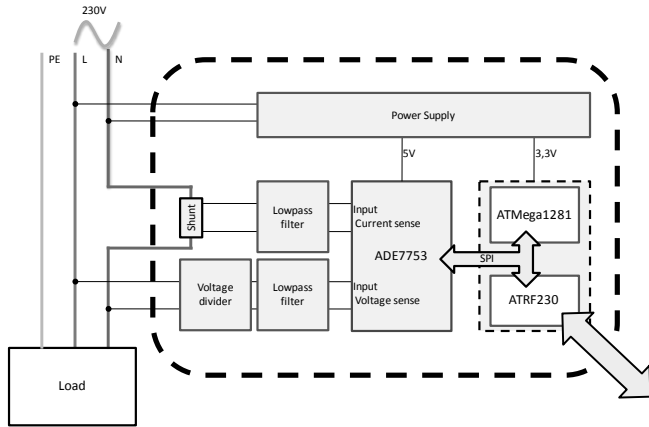 230V
PE L N
Power Supply
5V
3,3V
Shunt
Lowpass
filter
Input
Current sense
ADE7753
ATMega1281
SPI
Voltage
divider
Lowpass
filter
Input
Voltage sense
ATRF230
Load